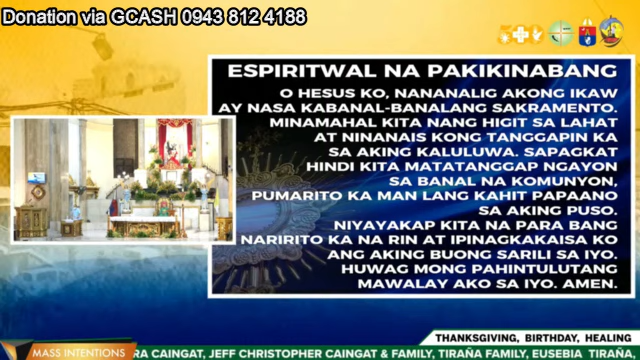 Donation via GCASH 0943 812 4188
ESPIRITWAL NA PAKIKINABANG
O HESUS KO, NANANALIG AKONG IKAW
AY NASA KABANAL-BANALANG SAKRAMENTO.
MINAMAHAL KITA NANG HIGIT SA LAHAT
AT NINANAIS KONG TANGGAPIN KA
SA AKING KALULUWA. SAPAGKAT
HINDI KITA MATATANGGAP NGAYON
SA BANAL NA KOMUNYON,
PUMARITO KA MAN LANG KAHIT PAPAANO
SA AKING PUSO.
NIYAYAKAP KITA NA PARA BANG
NARIRITO KA NA RIN AT IPINAGKAKAISA KO
ANG AKING BUONG SARILI SA IYO.
HUWAG MONG PAHINTULUTANG
MAWALAY AKO SA IYO. AMEN.
THANKSGIVING, BIRTHDAY, HEALING
MASS INTENTIONS
RA CAINGAT, JEFF CHRISTOPHER CAINGAT & FAMILY, TIRAÑA FAMILY, EUSEBIA TIRAÑA,